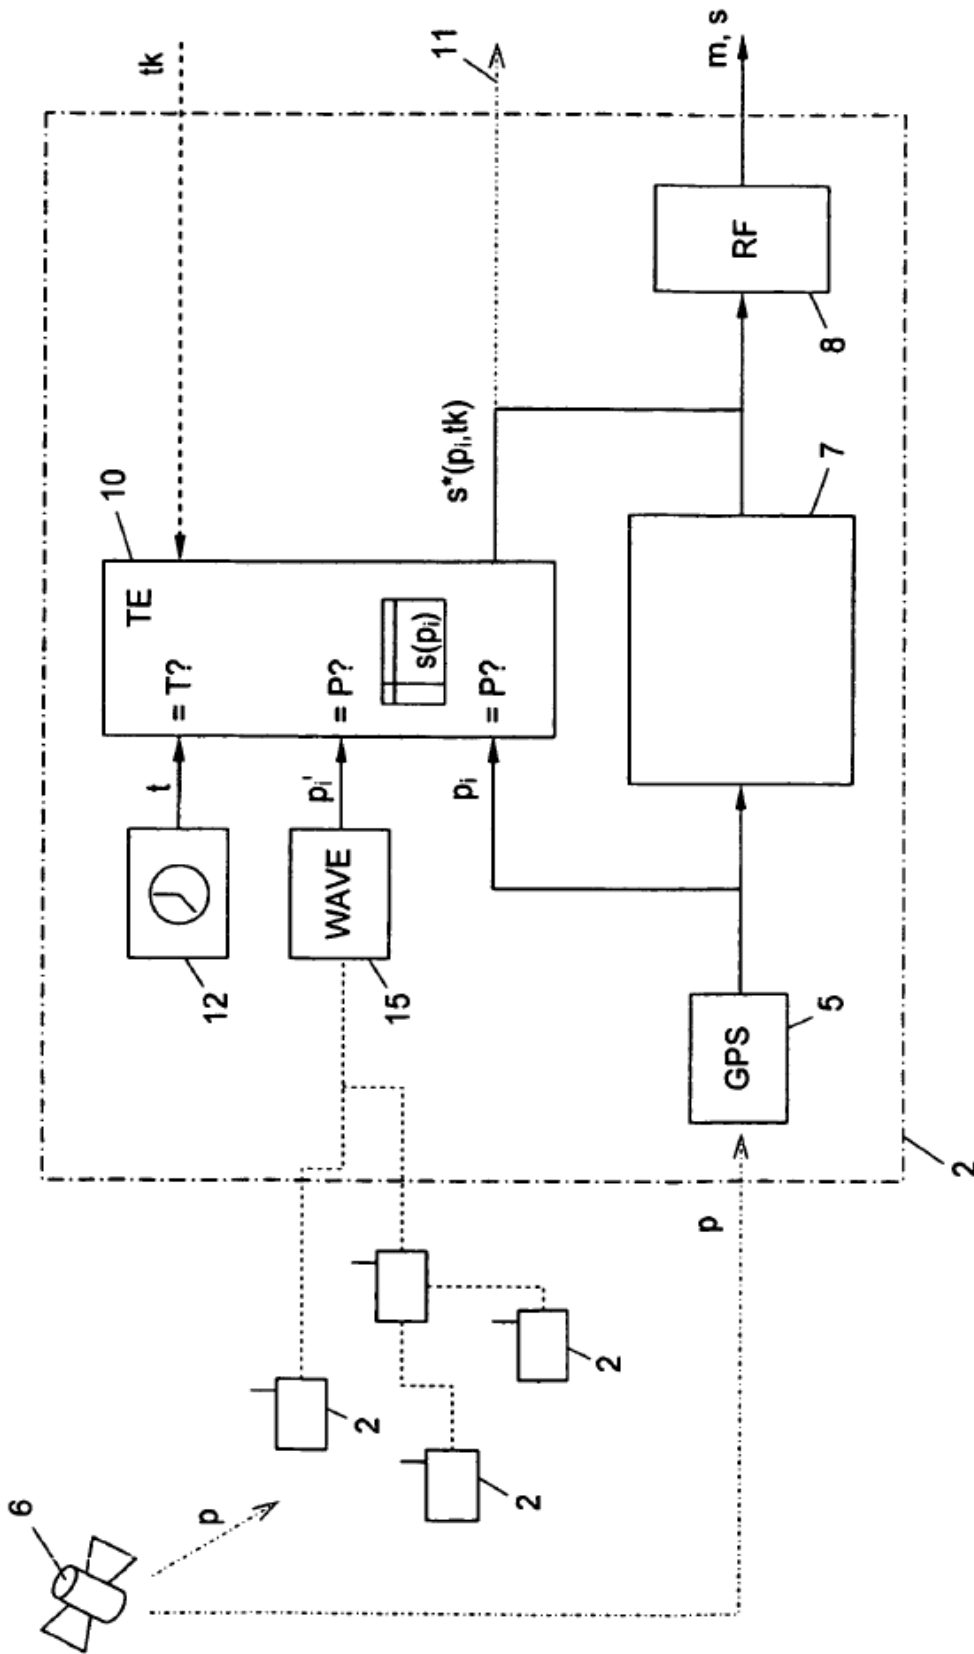 6
10
TE
tk
t
= T?
p
12
pᵢ'
WAVE
= P?
2
15
s(pᵢ)
11
s*(pᵢ,tk)
pᵢ
= P?
2
2
p
m, s
GPS
RF
5
7
8
2